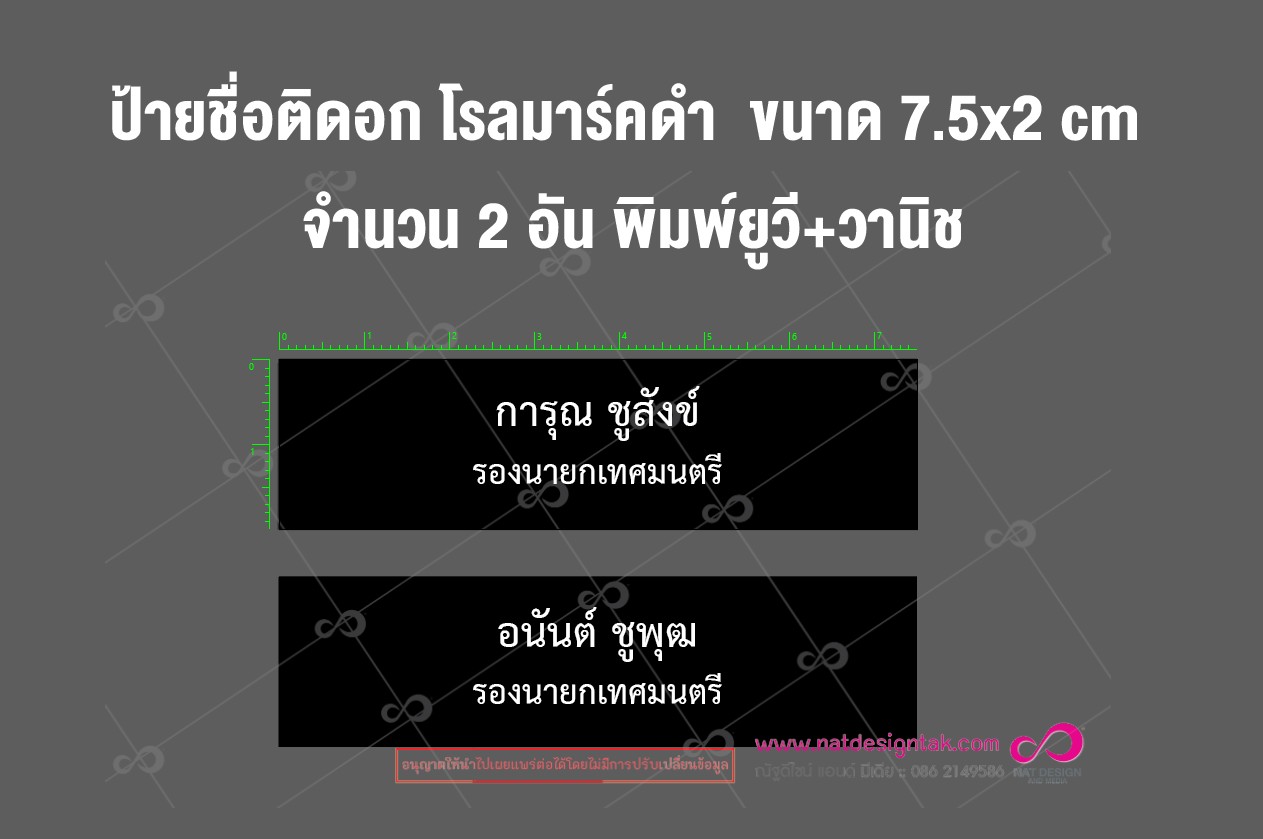 ป้ายชื่อติดอก โรลมาร์คดำ ขนาด 7.5x2 cm
จำนวน 2 อัน พิมพ์ยูวี+วานิช
0 1 2 3 4 5 6 7
0
1
การุณ ชูสังข์
รองนายกเทศมนตรี
อนันต์ ชูพุฒ
รองนายกเทศมนตรี
www.natdesigntak.com
อนุญาตให้นำไปเผยแพร่ต่อได้โดยไม่มีการปรับเปลี่ยนข้อมูล
ณัฐดีไซน์ แอนด์ มีเดีย :: 086 2149586
NAT DESIGN
AND MEDIA